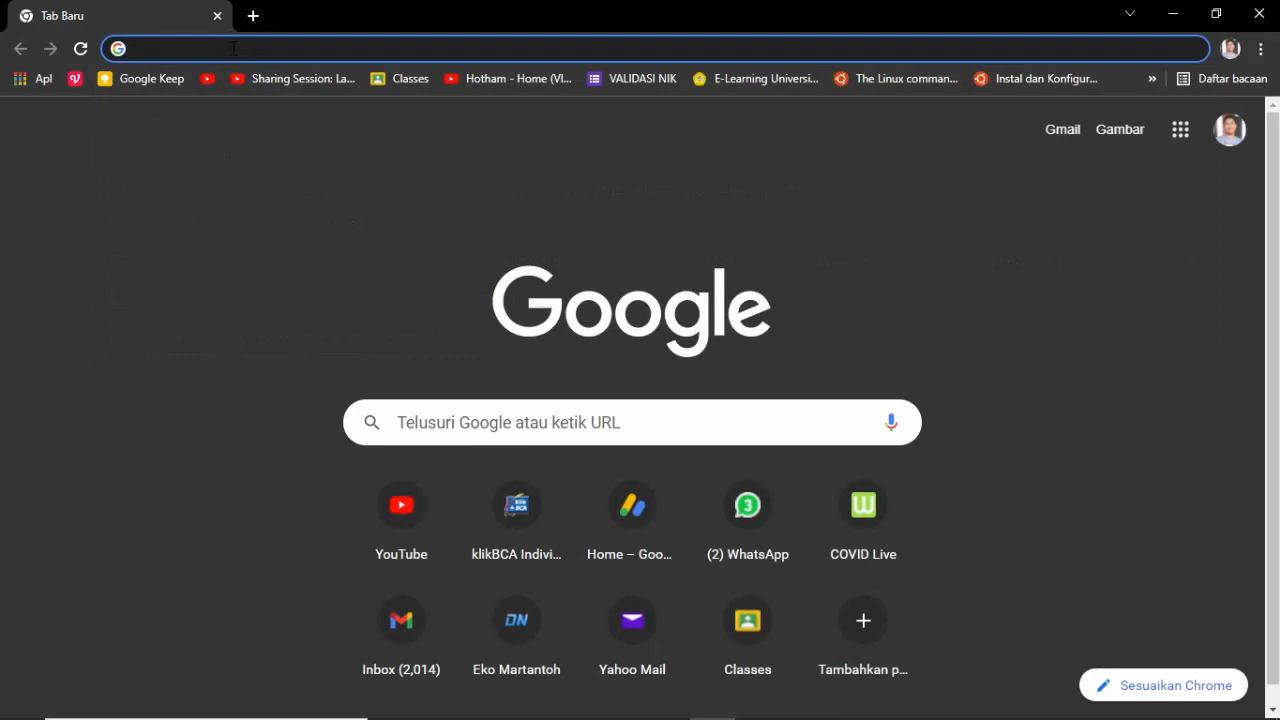 Tab Baru
Apl
Google Keep
Sharing Session: La...
Classes
Hotham - Home (VI...
VALIDASI NIK
E-Learning Universi...
The Linux comman...
Instal dan Konfigur...
»
Daftar bacaan
Gmail
Gambar
Google
Telusuri Google atau ketik URL
YouTube
klikBCA Indivi...
Home – Goo...
(2) WhatsApp
COVID Live
Inbox (2,014)
Eko Martantoh
Yahoo Mail
Classes
Tambahkan p...
Sesuaikan Chrome